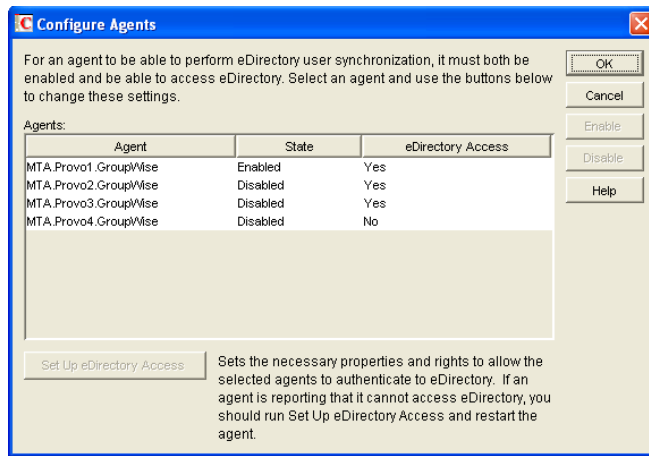 Configure Agents
For an agent to be able to perform eDirectory user synchronization, it must both be
enabled and be able to access eDirectory. Select an agent and use the buttons below
to change these settings.
OK
Cancel
Enable
Disable
Help
Agents:
Agent State eDirectory Access
MTA.Provo1.GroupWise Enabled Yes
MTA.Provo2.GroupWise Disabled Yes
MTA.Provo3.GroupWise Disabled Yes
MTA.Provo4.GroupWise Disabled No
Set Up eDirectory Access
Sets the necessary properties and rights to allow the
selected agents to authenticate to eDirectory. If an
agent is reporting that it cannot access eDirectory, you
should run Set Up eDirectory Access and restart the
agent.